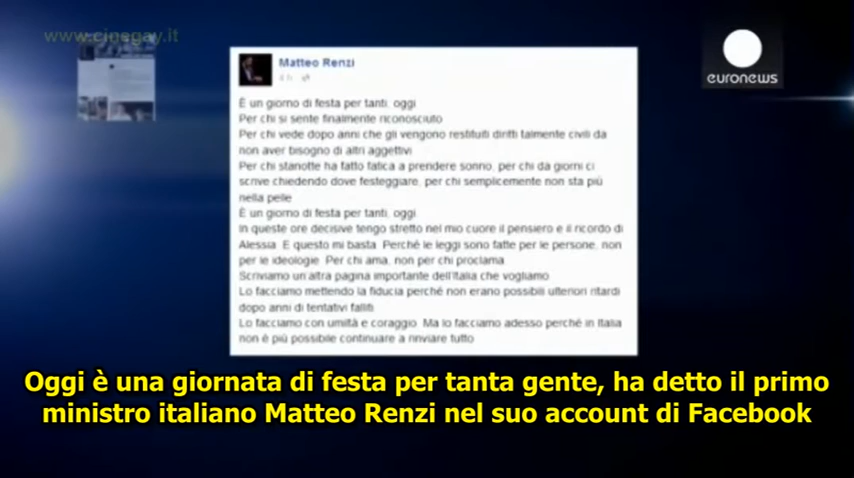 www.cinegay.it
euronews
Matteo Renzi
È un giorno di festa per tanti, oggi
Per chi si sente finalmente riconosciuto
Per chi vede dopo anni che gli vengono restituiti diritti talmente civili da
non aver bisogno di altri aggettivi
Per chi stanotte ha fatto fatica a prendere sonno, per chi da giorni ci
scrive chiedendo dove festeggiare, per chi semplicemente non sta più
nella pelle
È un giorno di festa per tanti, oggi
In queste ore decisive tengo stretto nel mio cuore il pensiero e il ricordo di
Alessia. E questo mi basta. Perché le leggi sono fatte per le persone, non
per le ideologie. Per chi ama, non per chi proclama
Scriviamo un'altra pagina importante dell'Italia che vogliamo
Lo facciamo mettendo la fiducia perché non erano possibili ulteriori ritardi
dopo anni di tentativi falliti
Lo facciamo con umiltà e coraggio. Ma lo facciamo adesso perché in Italia
non è più possibile continuare a rinviare tutto
Oggi è una giornata di festa per tanta gente, ha detto il primo
ministro italiano Matteo Renzi nel suo account di Facebook